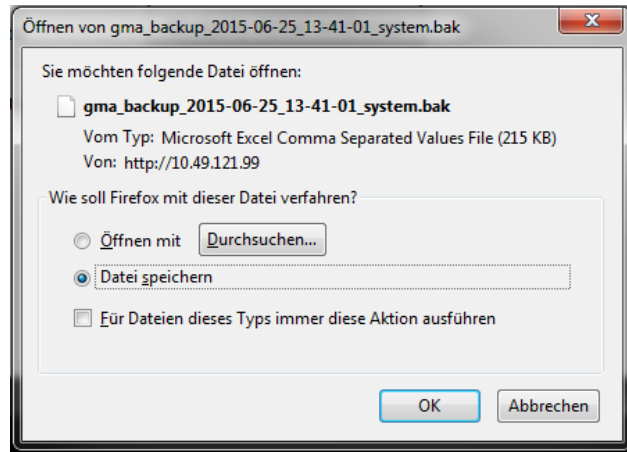 Öffnen von gma_backup_2015-06-25_13-41-01_system.bak
Sie möchten folgende Datei öffnen:
gma_backup_2015-06-25_13-41-01_system.bak
Vom Typ: Microsoft Excel Comma Separated Values File (215 KB)
Von: http://10.49.121.99
Wie soll Firefox mit dieser Datei verfahren?
Öffnen mit Durchsuchen...
Datei speichern
Für Dateien dieses Typs immer diese Aktion ausführen
OK Abbrechen